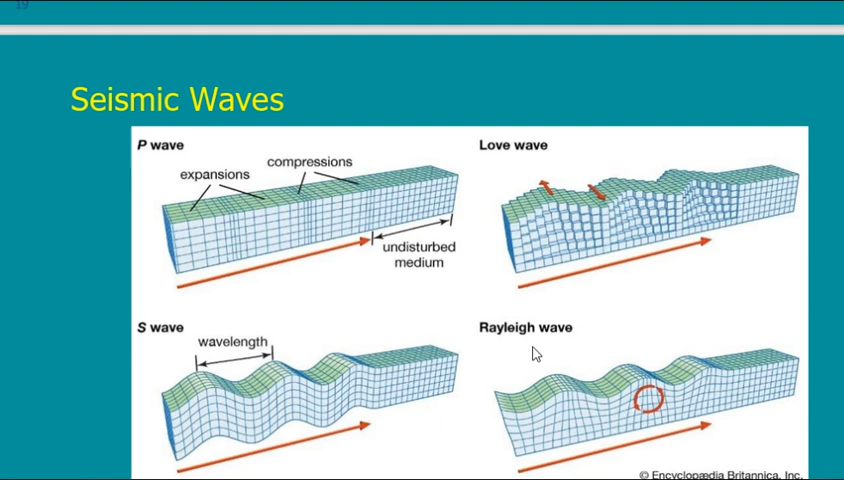 19
Seismic Waves
P wave
compressions
expansions
undisturbed
medium
Love wave
S wave
wavelength
Rayleigh wave
© Encyclopædia Britannica, Inc.